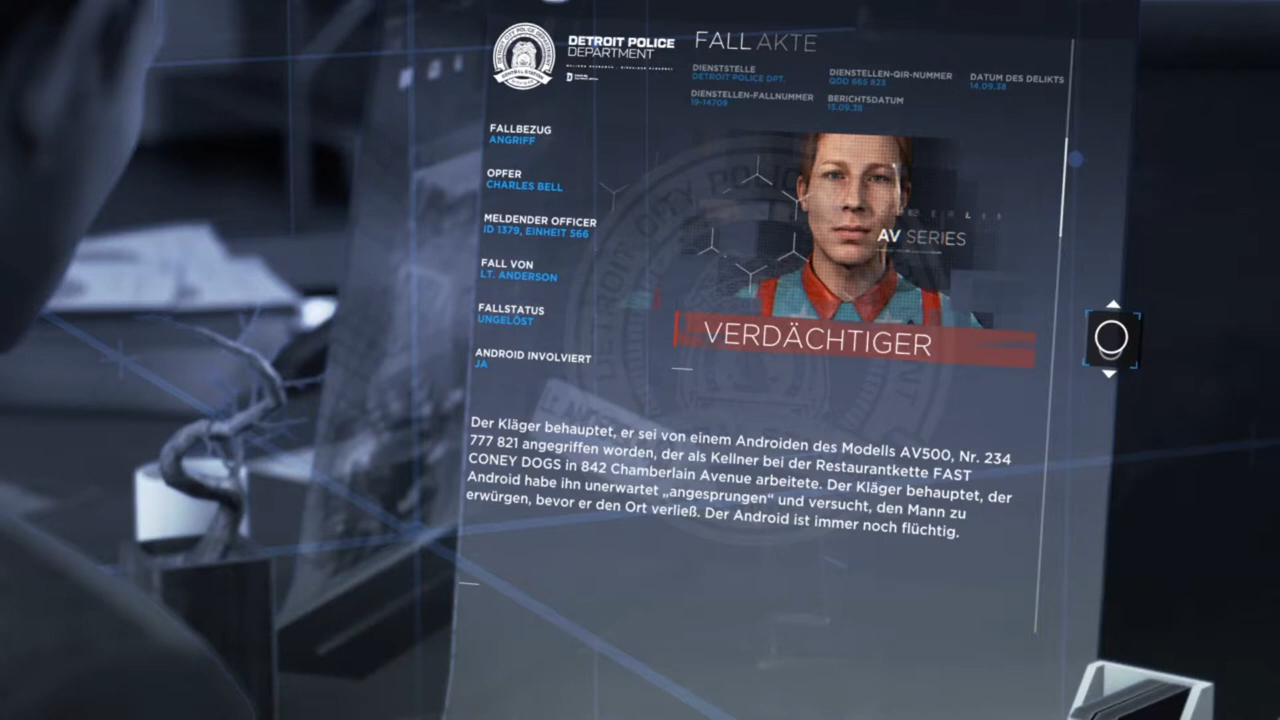 DETROIT POLICE
DEPARTMENT
FALL AKTE
DIENSTSTELLE
DETROIT POLICE DPT.
DIENSTELLEN-QIR-NUMMER
QDD 665 823
DATUM DES DELIKTS
14.09.38
DIENSELLEN-FALLNUMMER
19-14709
BERICHTSDATUM
15.09.38
FALLBEZUG
ANGRIFF
OPFER
CHARLES BELL
MELDENDER OFFICER
ID 1379, EINHEIT 566
FALL VON
LT. ANDERSON
FALLSTATUS
UNGELÖST
ANDROID INVOLVIERT
JA
AV SERIES
VERDÄCHTIGER
Der Kläger behauptet, er sei von einem Androiden des Modells AV500, Nr. 234
777 821 angegriffen worden, der als Kellner bei der Restaurantkette FAST
CONEY DOGS in 842 Chamberlain Avenue arbeitete. Der Kläger behauptet, der
Android habe ihn unerwartet „angesprungen“ und versucht, den Mann zu
erwürgen, bevor er den Ort verließ. Der Android ist immer noch flüchtig.